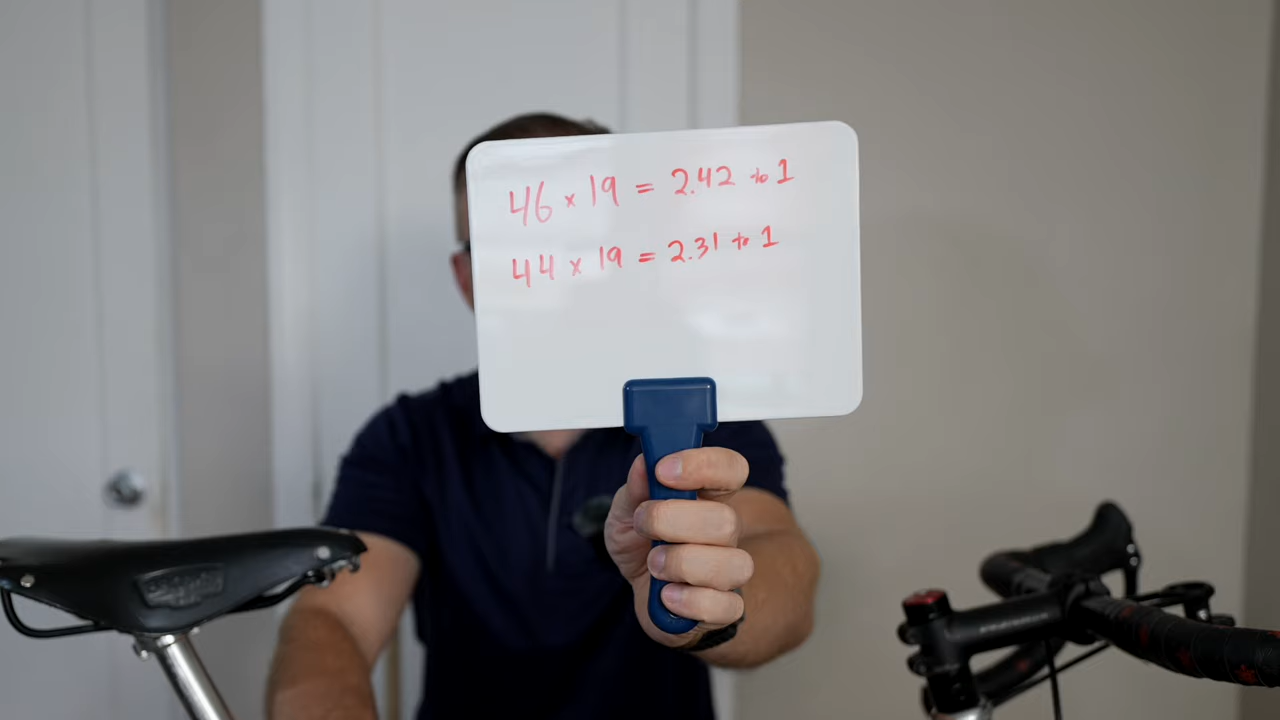 46 x 19 = 2.42 to 1
44 x 19 = 2.31 to 1